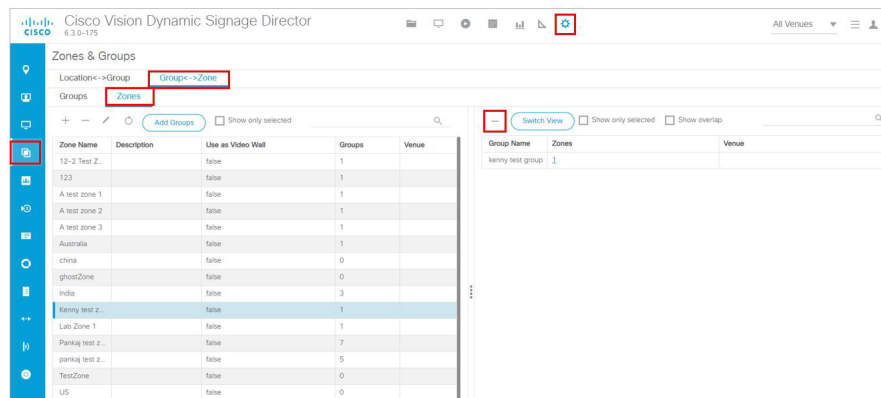 CISCO
Cisco Vision Dynamic Signage Director
6.3.0-175
All Venues
Zones & Groups
Location<->Group Group<->Zone
Groups Zones
Add Groups Show only selected
Switch View Show only selected Show overlap
Zone Name Description Use as Video Wall Groups Venue
12-2 Test Z... false 1
123 false 1
A test zone 1 false 1
A test zone 2 false 1
A test zone 3 false 1
Australia false 1
china false 0
ghostZone false 0
India false 3
Kenny test z... false 1
Lab Zone 1 false 1
Pankaj test z... false 7
pankaj test z... false 5
TestZone false 0
US false 0
Group Name Zones Venue
kenny test group 1